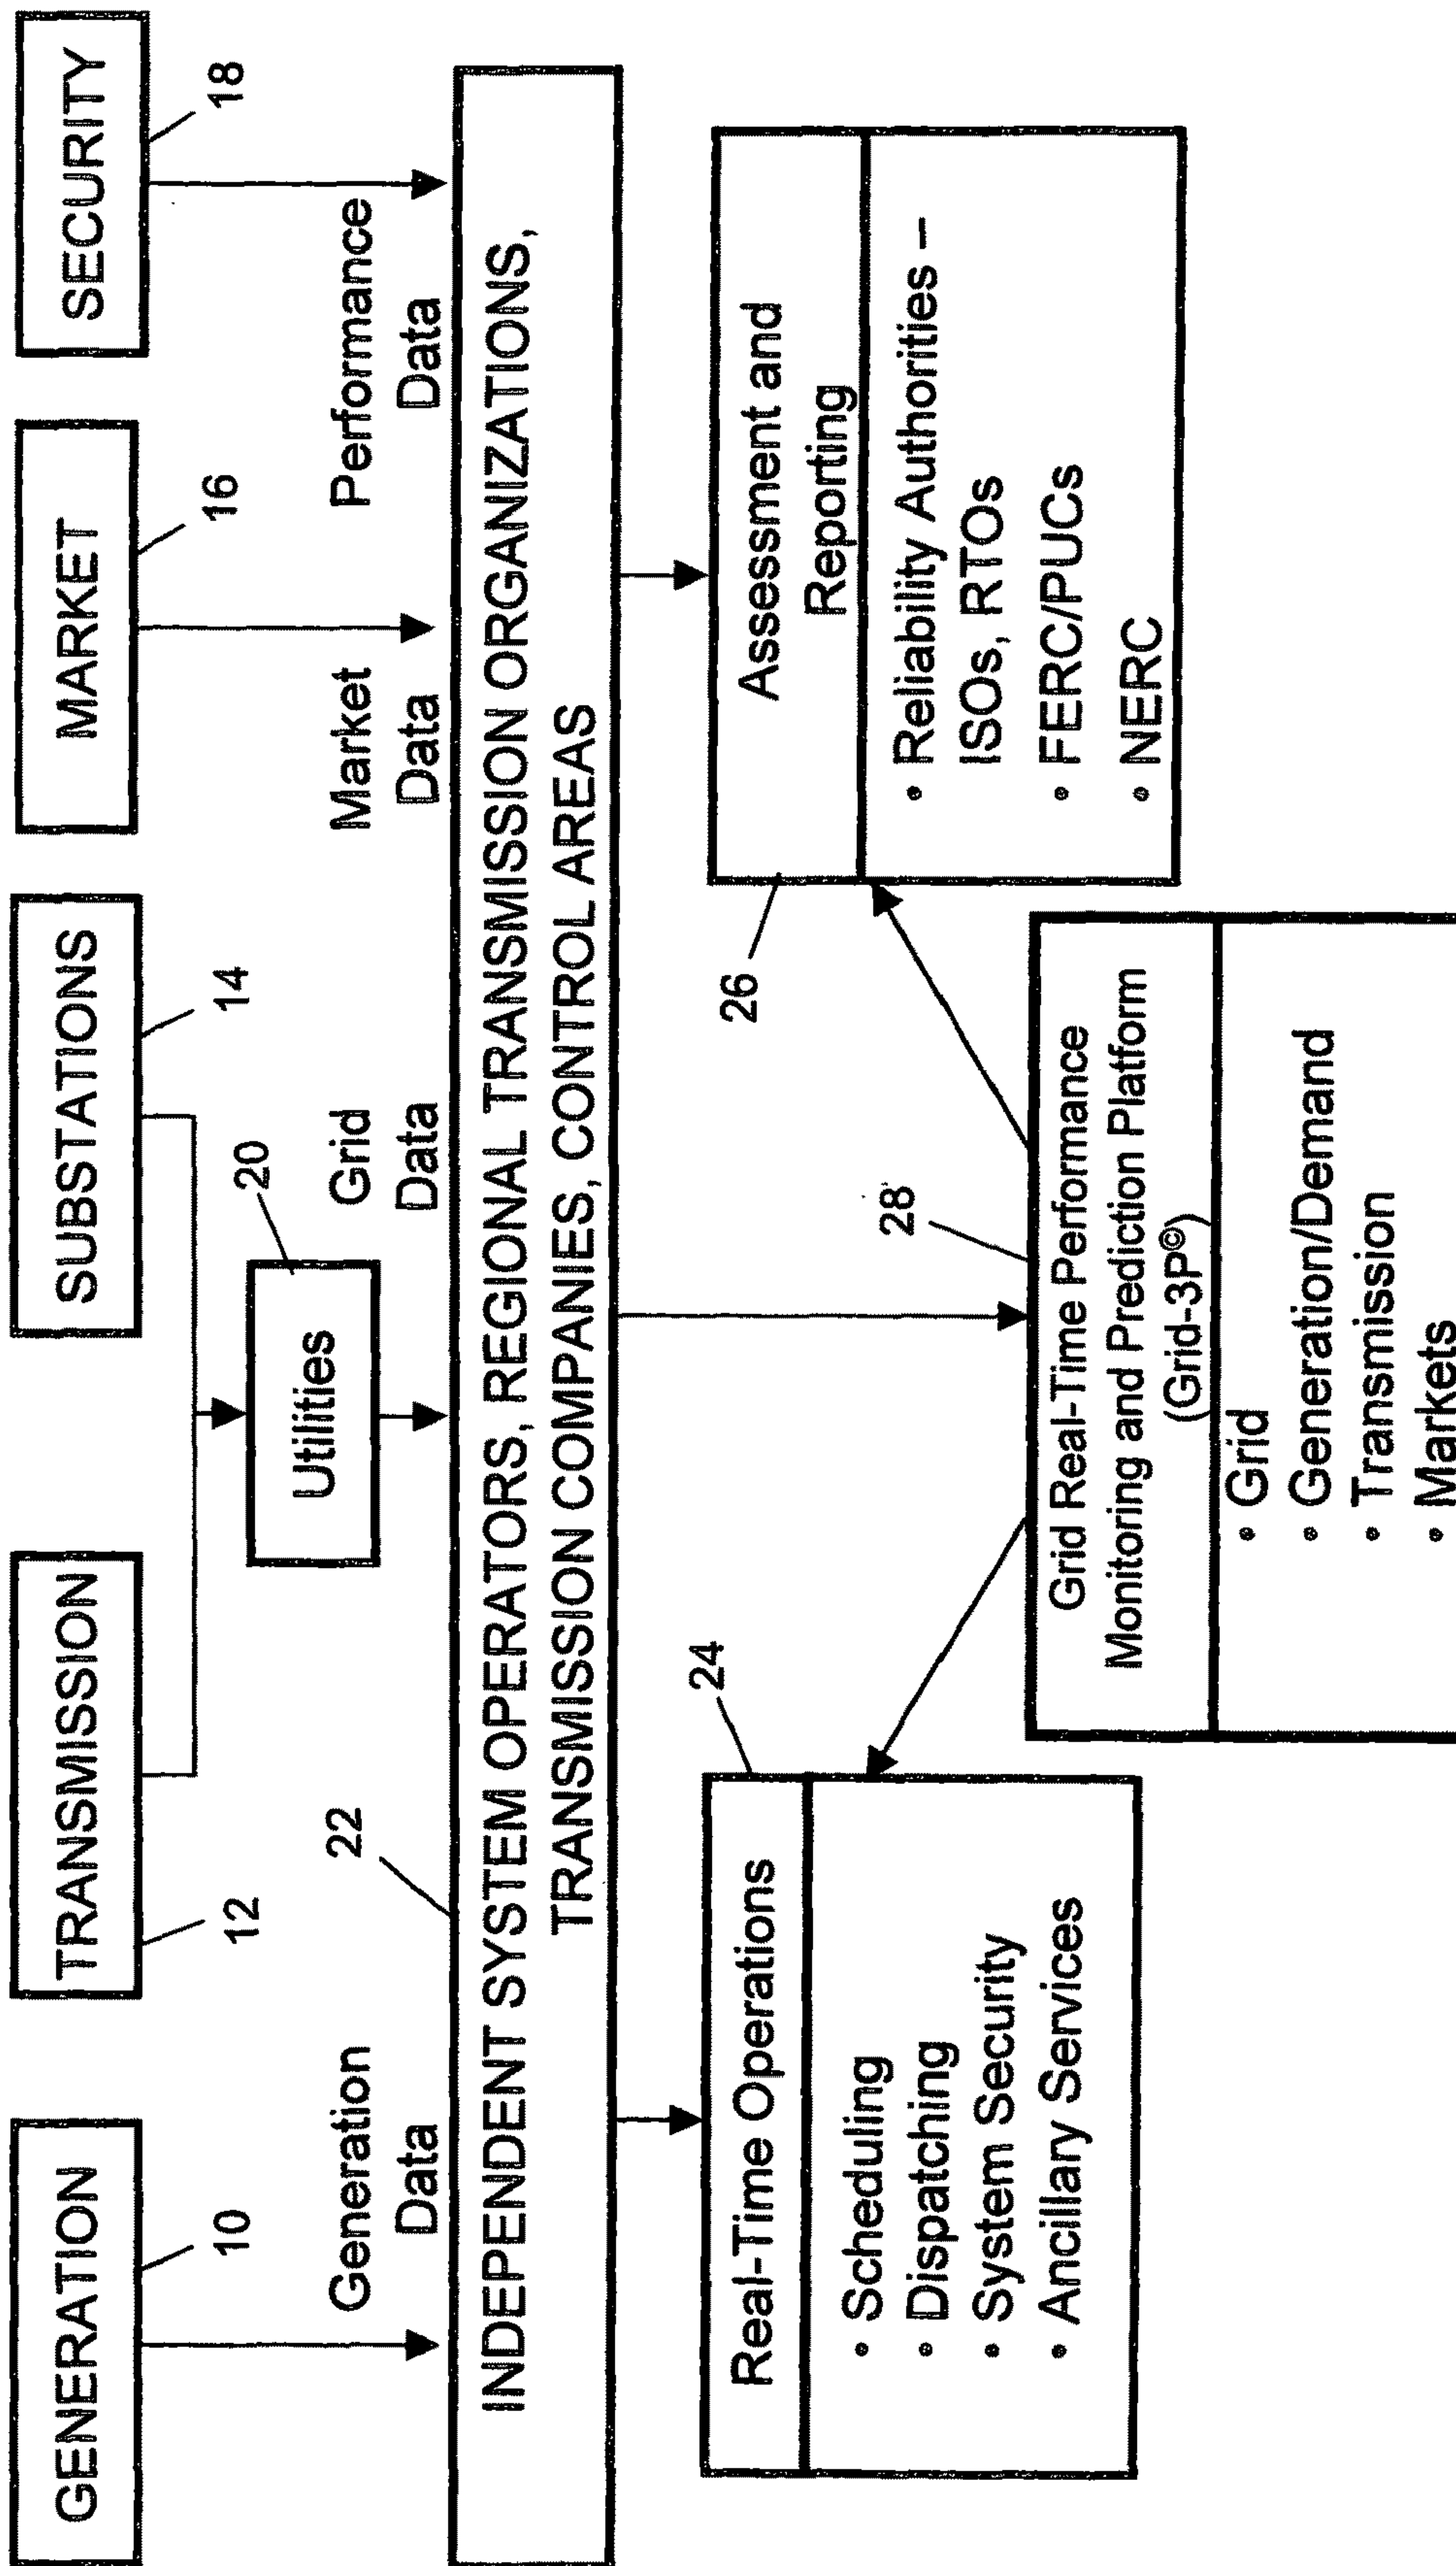 GENERATION
TRANSMISSION
SUBSTATIONS
MARKET
SECURITY
10
12
14
16
18
20
Utilities
22
Generation
Data
Grid
Data
Market
Data
Performance
Data
INDEPENDENT SYSTEM OPERATORS, REGIONAL TRANSMISSION ORGANIZATIONS,
TRANSMISSION COMPANIES, CONTROL AREAS
24
Real-Time Operations
• Scheduling
• Dispatching
• System Security
• Ancillary Services
28
Grid Real-Time Performance
Monitoring and Prediction Platform
(Grid-3P©)
• Grid
• Generation/Demand
• Transmission
• Markets
26
Assessment and
Reporting
• Reliability Authorities –
ISOs, RTOs
• FERC/PUCs
• NERC